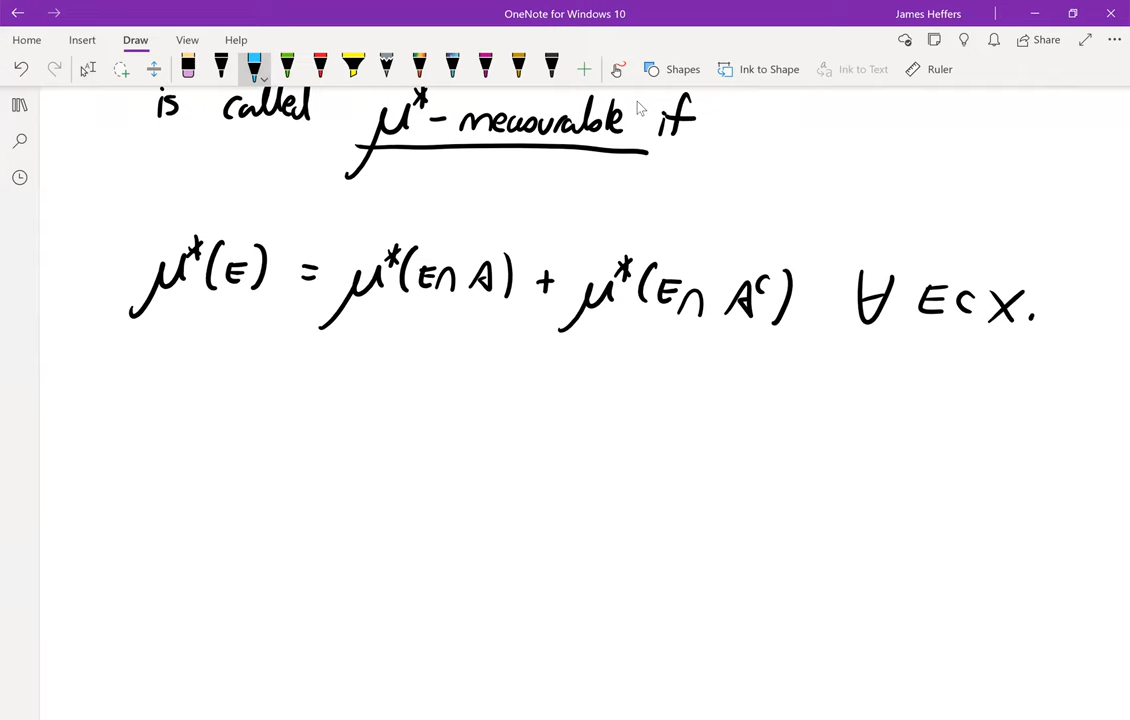 OneNote for Windows 10
James Heffers
Home Insert Draw View Help
Share
Shapes Ink to Shape Ink to Text Ruler
is called μ* - measurable if
μ*(E) = μ*(E∩A) + μ*(E∩Aᶜ) ∀ E⊂X.